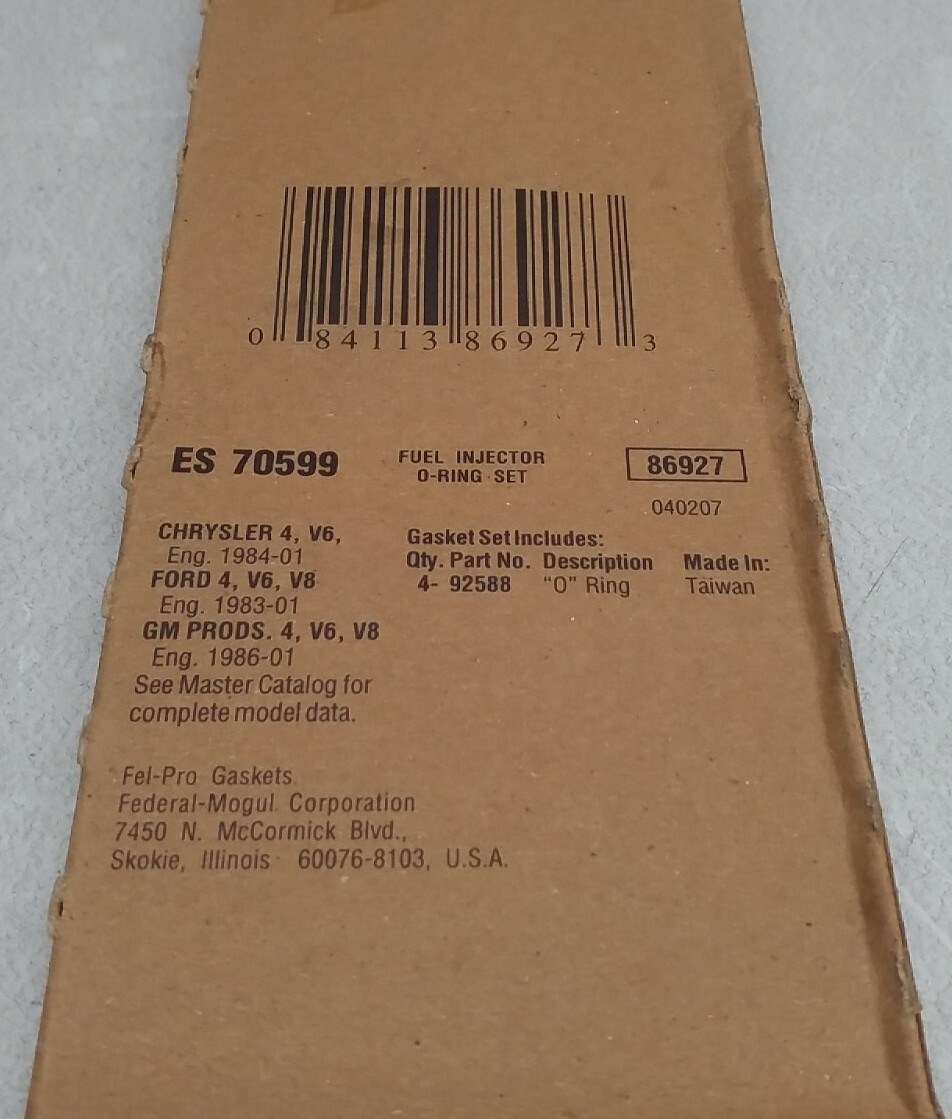 0 84113 86927 3
ES 70599 FUEL INJECTOR O-RING SET 86927
040207
CHRYSLER 4, V6,
Eng. 1984-01
FORD 4, V6, V8
Eng. 1983-01
GM PRODS. 4, V6, V8
Eng. 1986-01
See Master Catalog for
complete model data.
Gasket Set Includes:
Qty. Part No. Description Made In:
4- 92588 "O" Ring Taiwan
Fel-Pro Gaskets
Federal-Mogul Corporation
7450 N. McCormick Blvd.,
Skokie, Illinois 60076-8103, U.S.A.